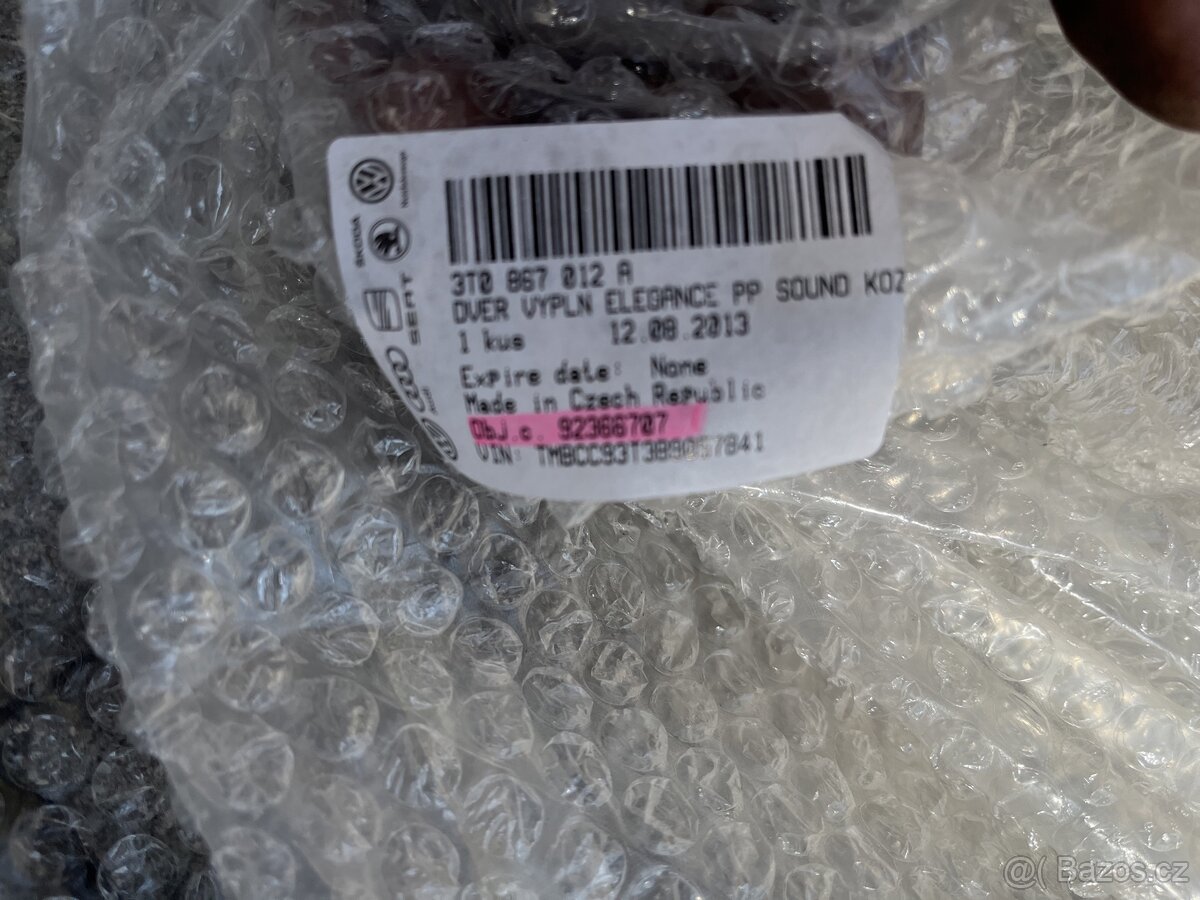 3T0 867 012 A
DVER VYPLN ELEGANCE PP SOUND KOZ
1 kus 12.08.2013
Expire date: None
Made in Czech Republic
Obj.c. 92366707
VIN:
SKODA
SEAT
@( Bazos.cz